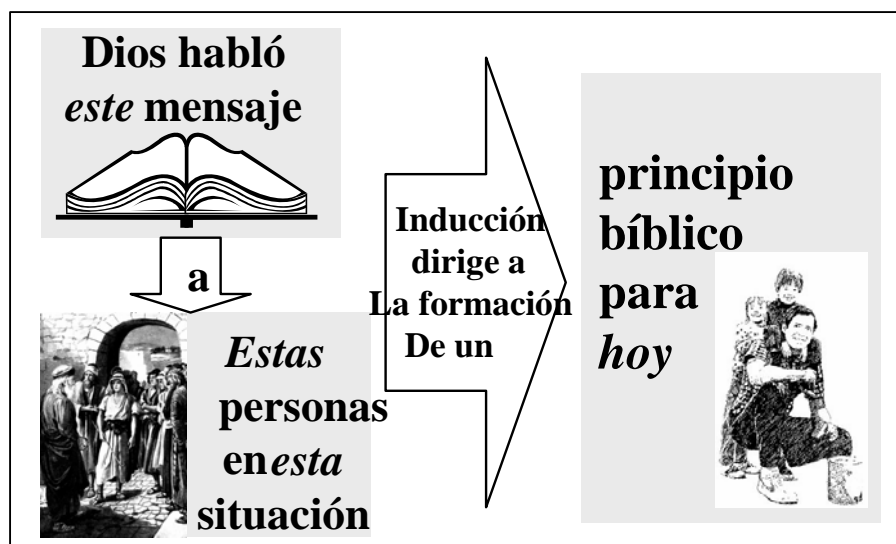 Dios habló
este mensaje
a
Estas
personas
en esta
situación
Inducción
dirige a
La formación
De un
principio
bíblico
para
hoy